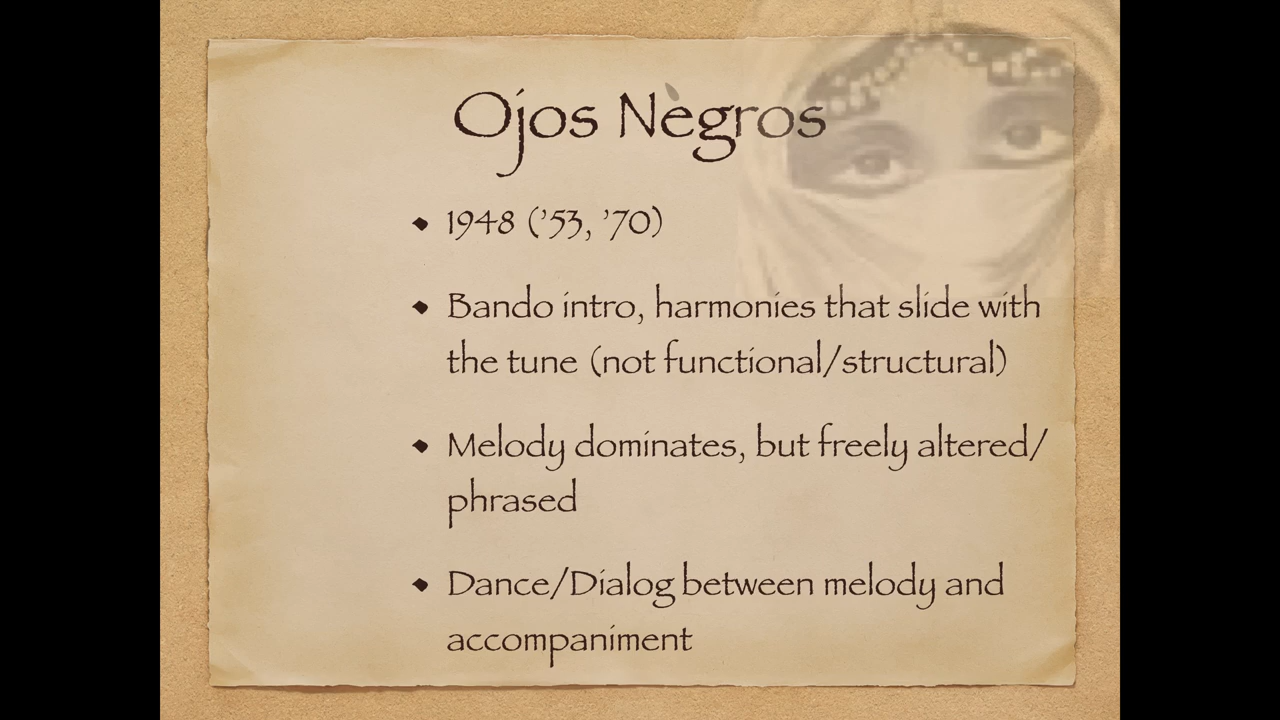 Ojos Nègros
• 1948 ('53, '70)
• Bando intro, harmonies that slide with
the tune (not functional/structural)
• Melody dominates, but freely altered/
phrased
• Dance/Dialog between melody and
accompaniment